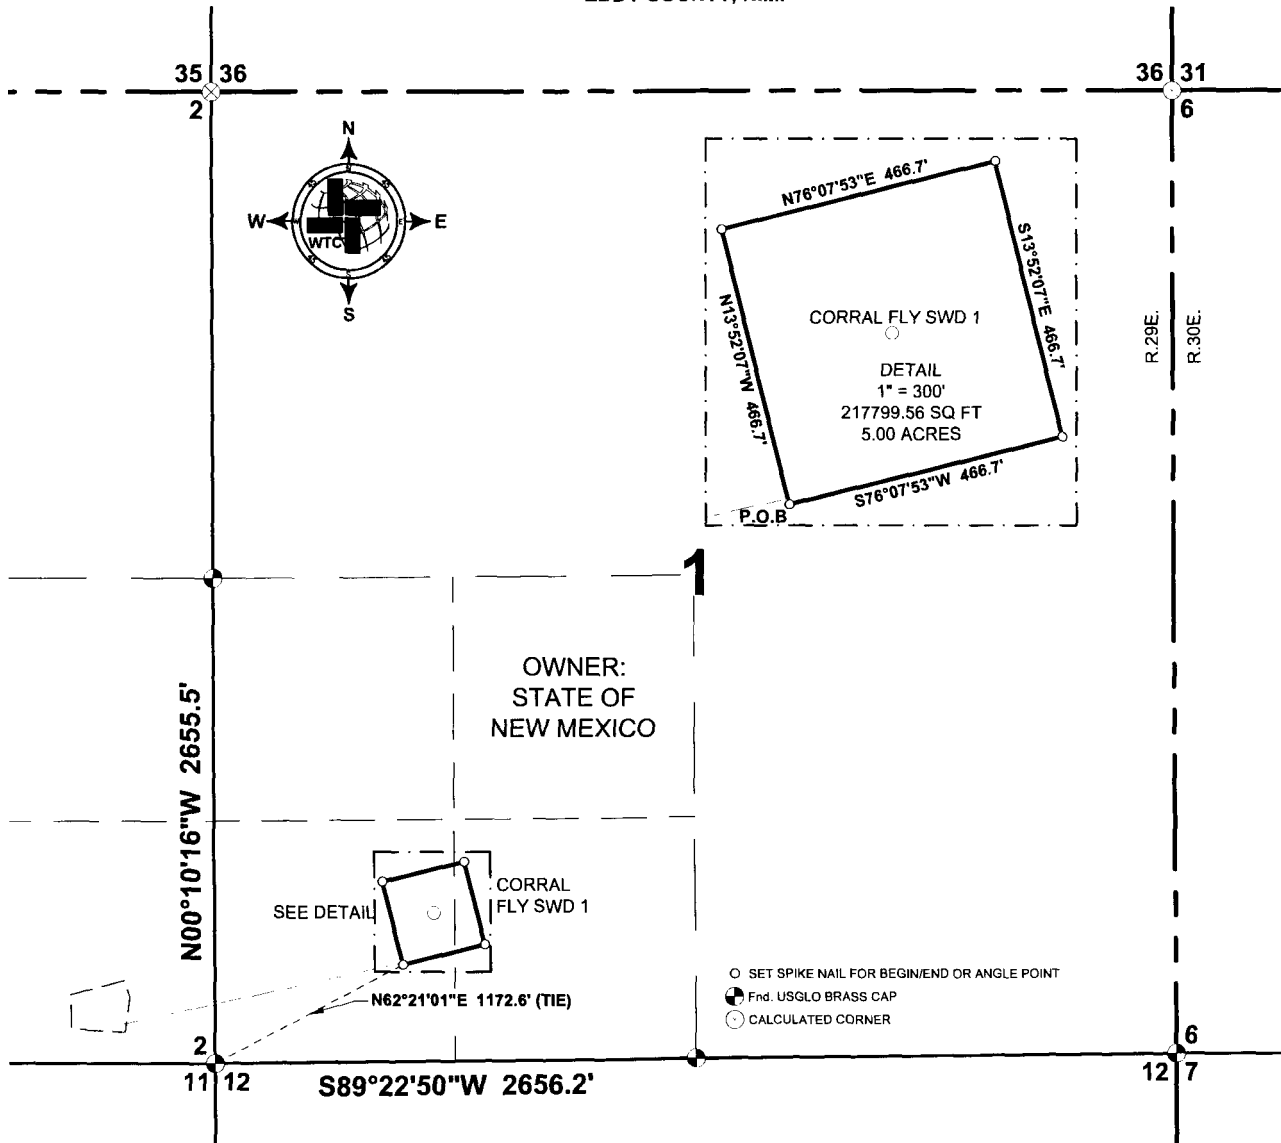 35 36
2
36 31
6
N
W
E
S
WTC
N76°07'53"E 466.7'
S13°52'07"E 466.7'
N13°52'07"W 466.7'
S76°07'53"W 466.7'
CORRAL FLY SWD 1
DETAIL
1" = 300'
217799.56 SQ FT
5.00 ACRES
P.O.B
R.29E.
R.30E.
1
OWNER:
STATE OF
NEW MEXICO
N00°10'16"W 2655.5'
SEE DETAIL
CORRAL
FLY SWD 1
N62°21'01"E 1172.6' (TIE)
SET SPIKE NAIL FOR BEGIN/END OR ANGLE POINT
Fnd. USGLO BRASS CAP
CALCULATED CORNER
2
11 12
S89°22'50"W 2656.2'
6
12 7